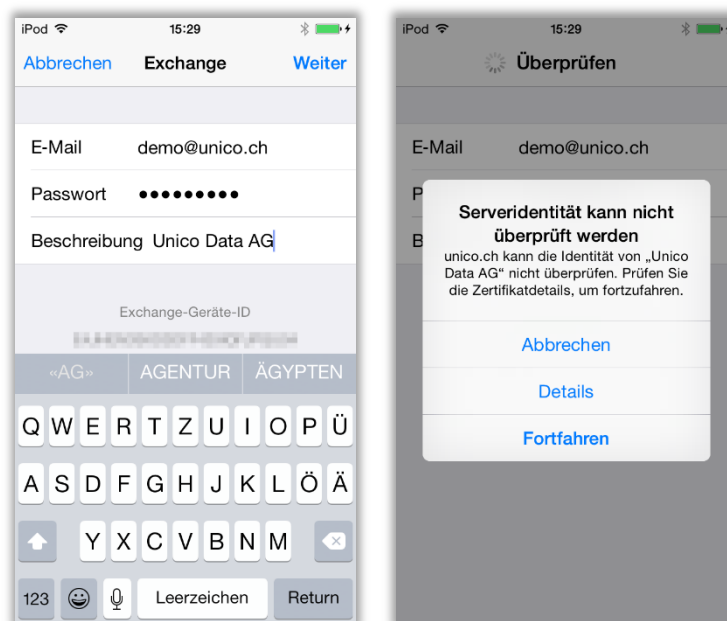 iPod 15:29
Abbrechen Exchange Weiter
E-Mail demo@unico.ch
Passwort ●●●●●●●●●
Beschreibung Unico Data AG
Exchange-Geräte-ID
«AG» AGENTUR ÄGYPTEN
Q W E R T Z U I O P Ü
A S D F G H J K L Ö Ä
Y X C V B N M
123 Leerzeichen Return
iPod 15:29
Überprüfen
E-Mail demo@unico.ch
P
B
Serveridentität kann nicht
überprüft werden
unico.ch kann die Identität von „Unico
Data AG“ nicht überprüfen. Prüfen Sie
die Zertifikatdetails, um fortzufahren.
Abbrechen
Details
Fortfahren